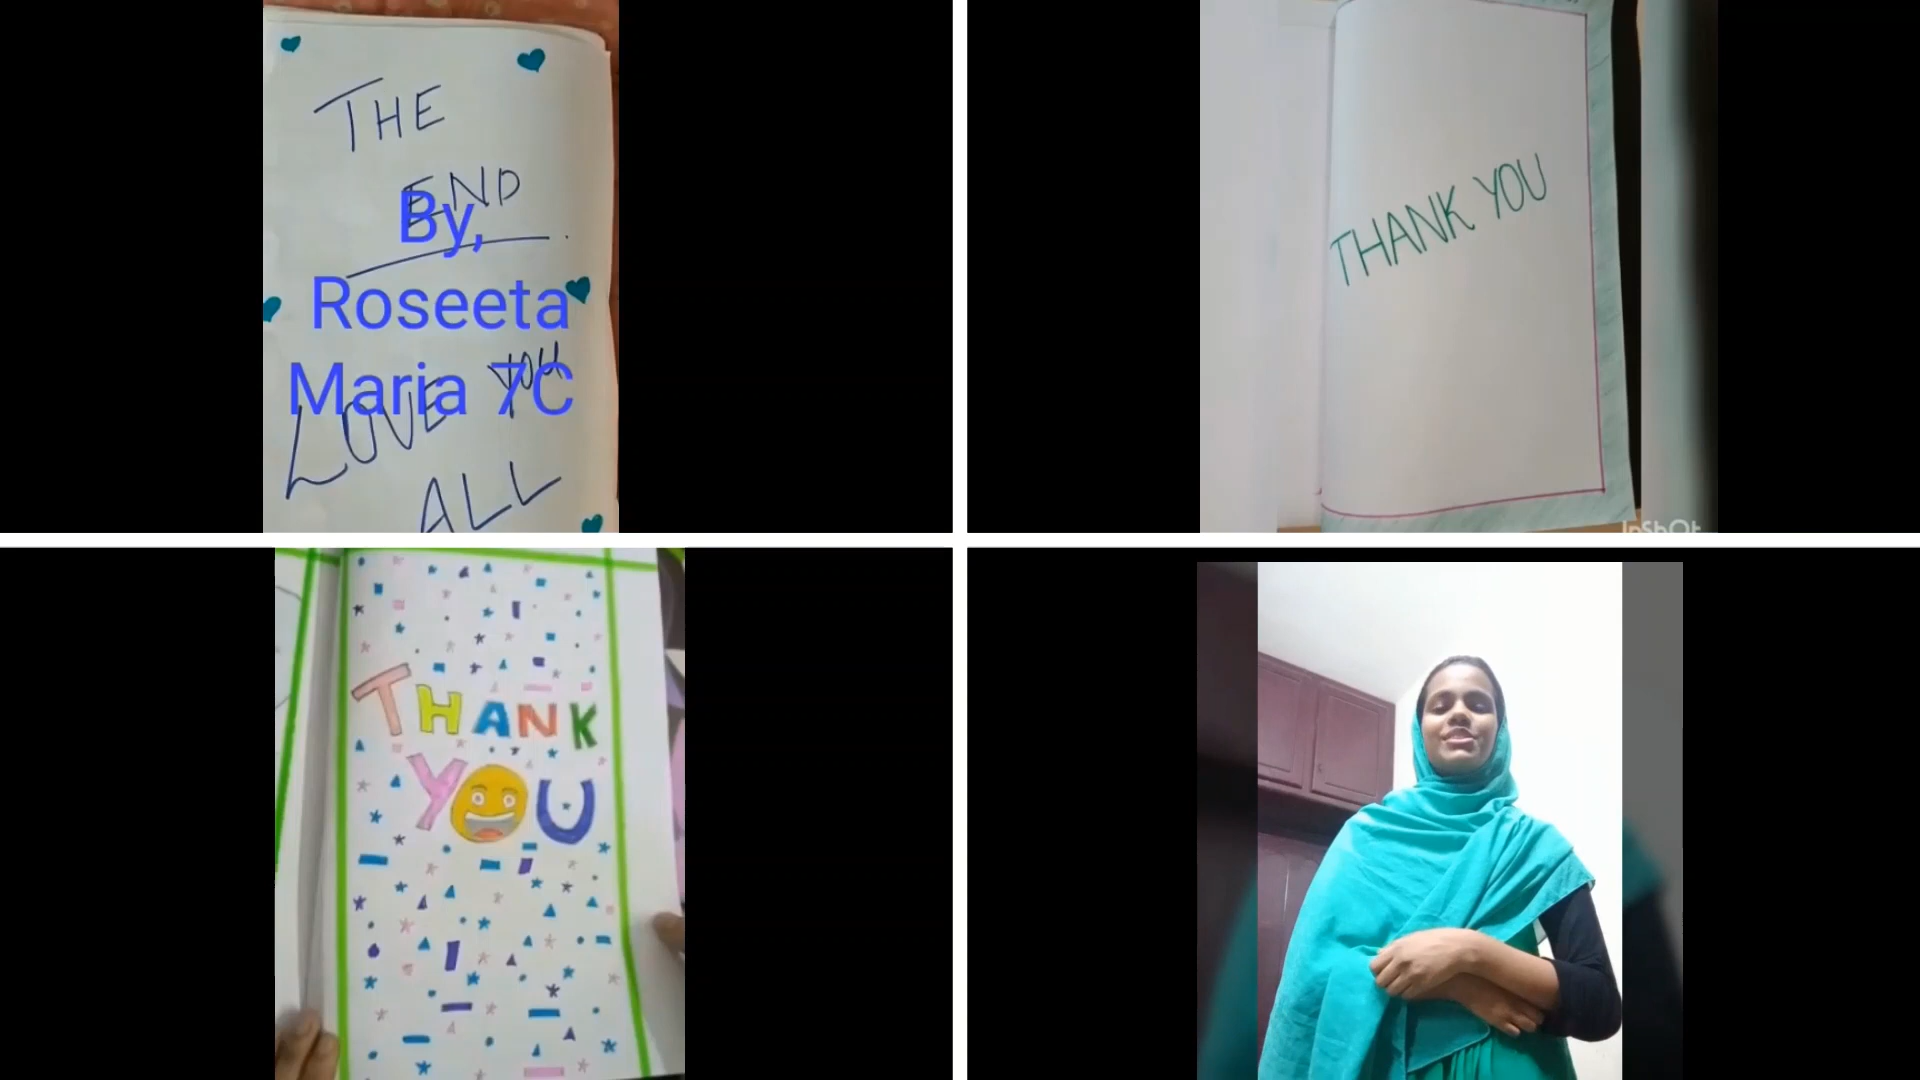 THE
END
By,
Roseeta
Maria 7C
LOVE YOU
ALL
THANK YOU
InShOt
THANK
YOU